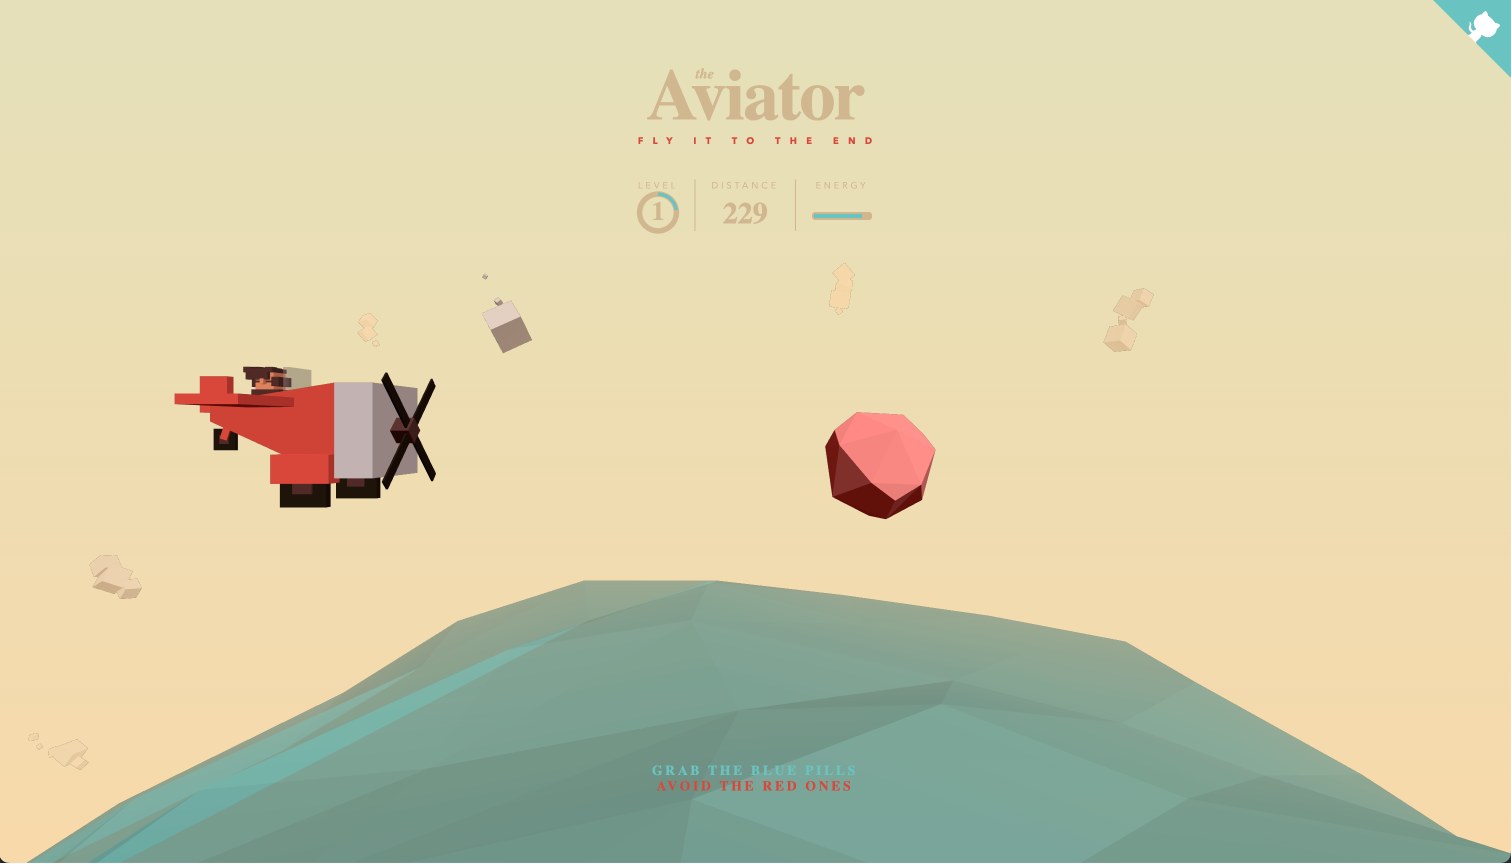 the
Aviator
FLY IT TO THE END
LEVEL DISTANCE ENERGY
1 229
GRAB THE BLUE PILLS
AVOID THE RED ONES